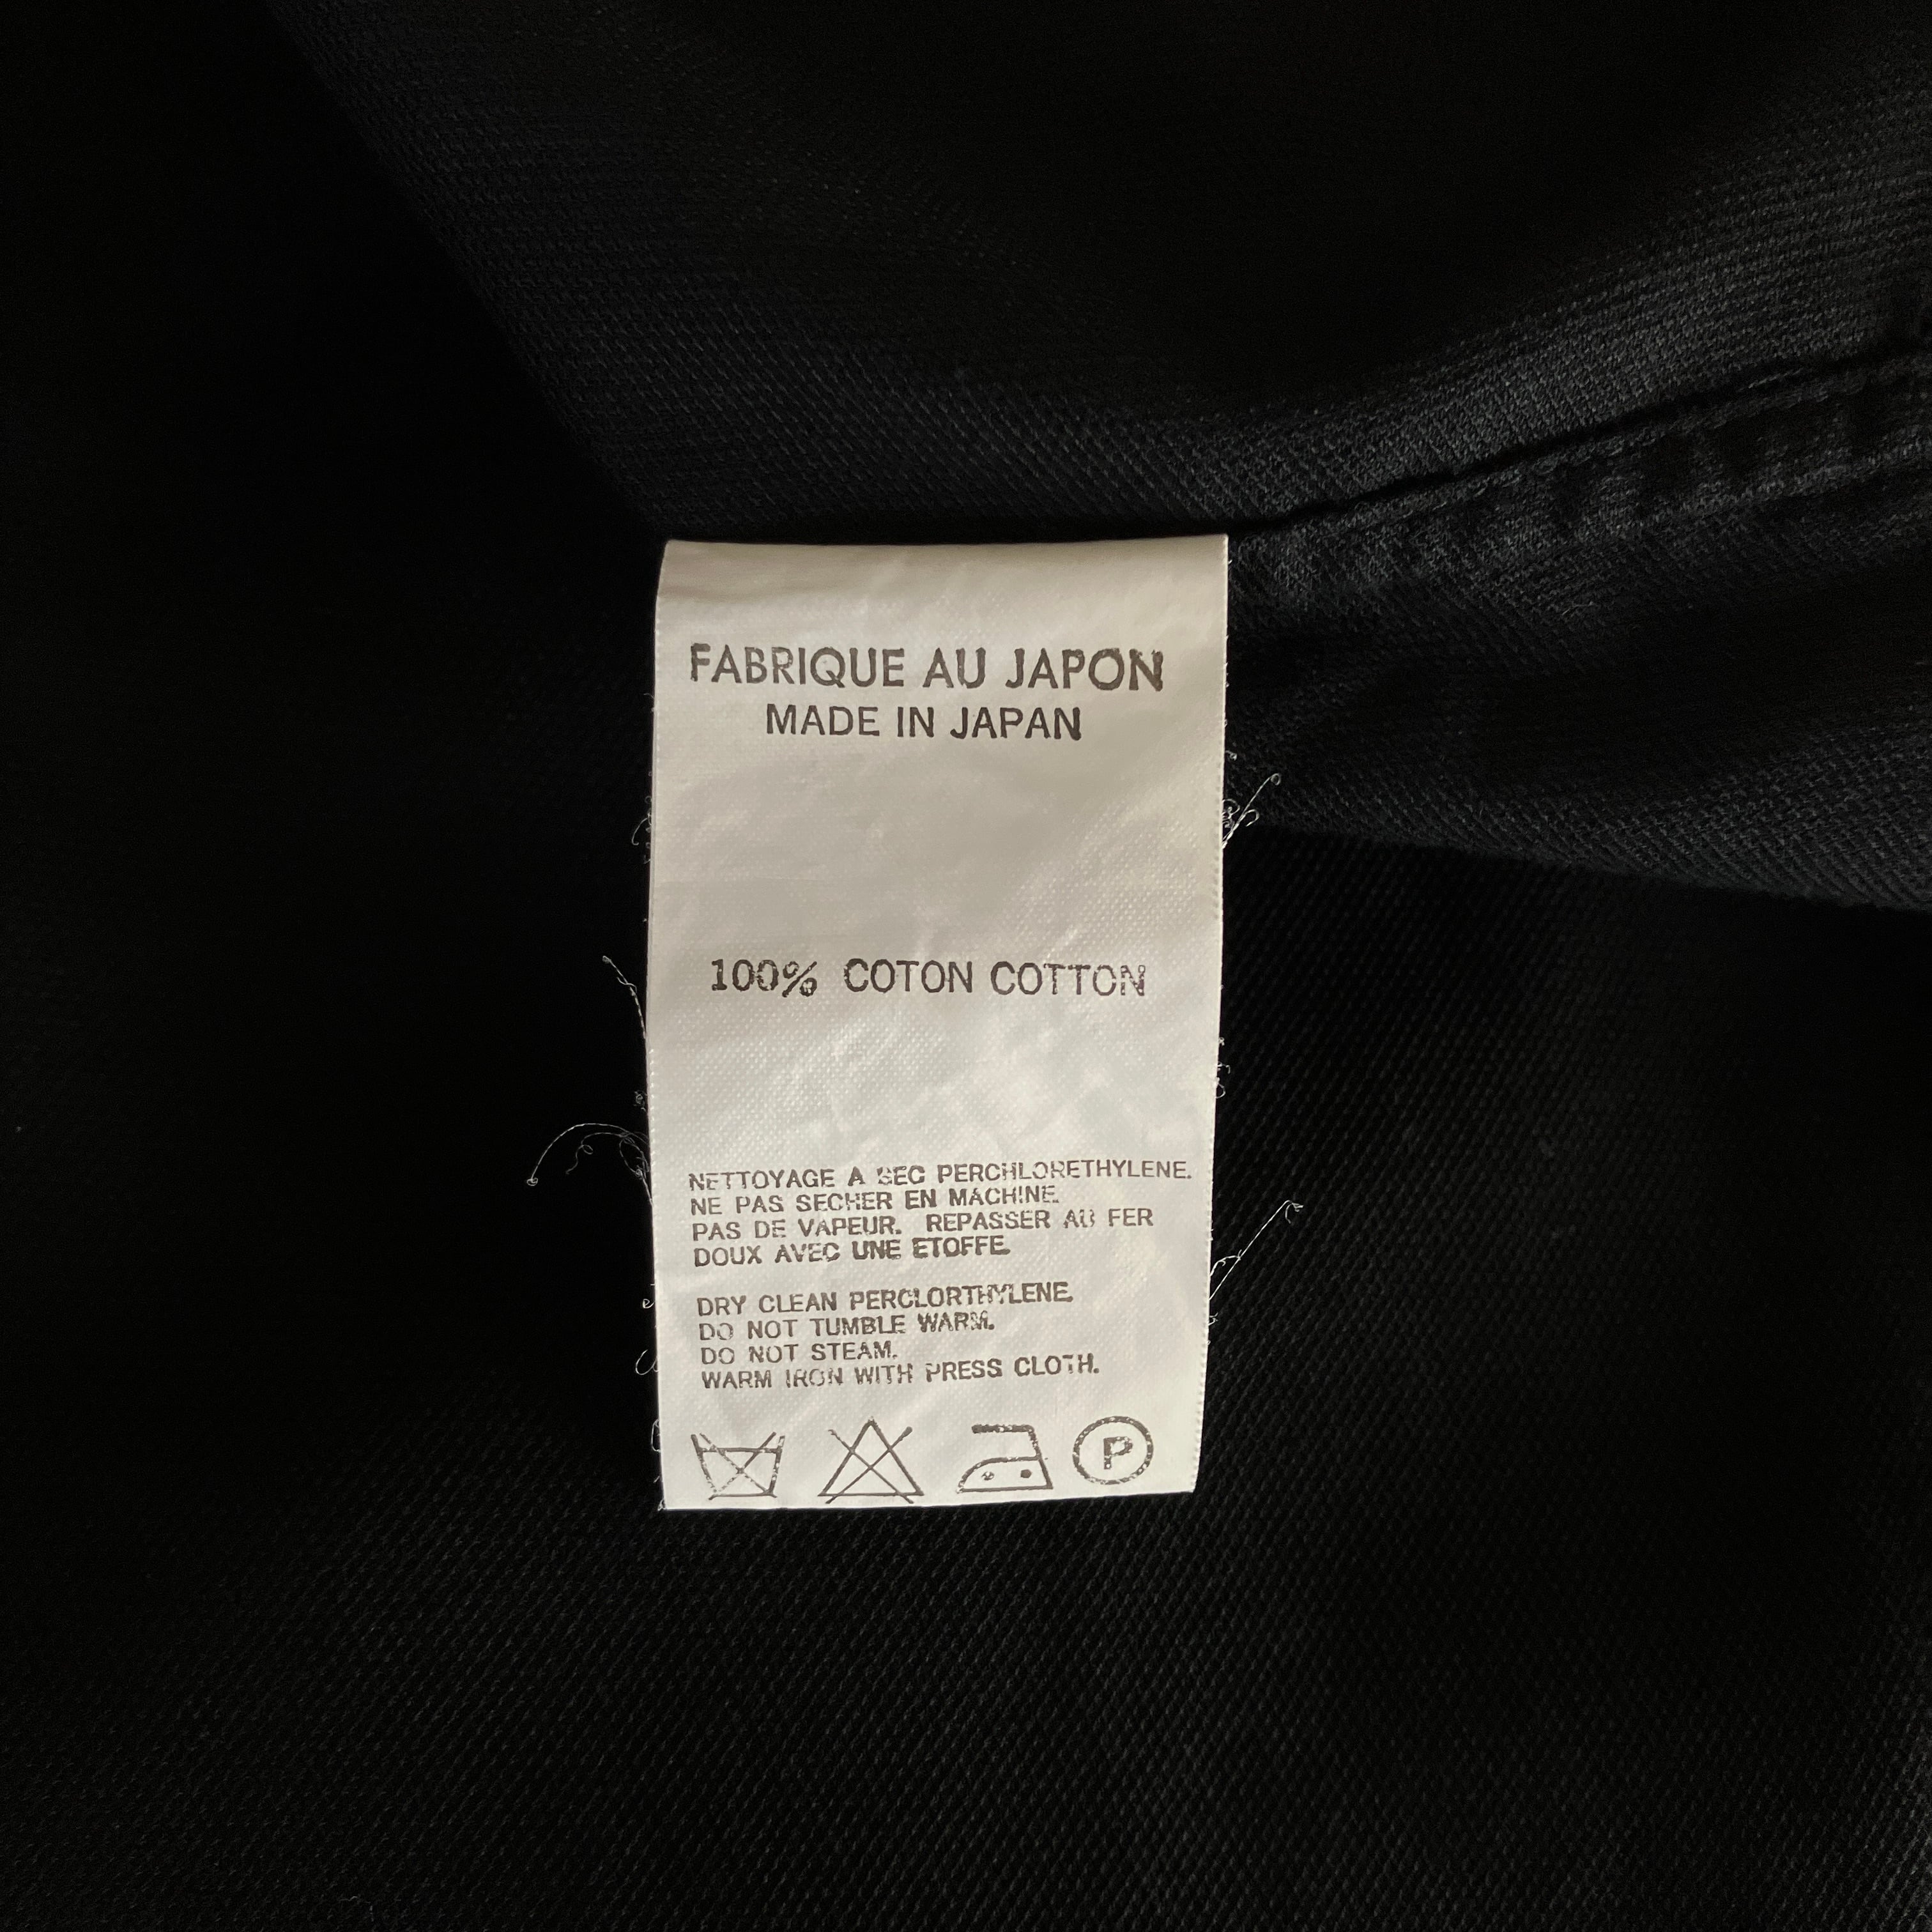 FABRIQUE AU JAPON
MADE IN JAPAN
100% COTON COTTON
NETTOYAGE A SEC PERCHLORETHYLENE.
NE PAS SECHER EN MACHINE.
PAS DE VAPEUR. REPASSER AU FER
DOUX AVEC UNE ETOFFE.
DRY CLEAN PERCLORTHYLENE.
DO NOT TUMBLE WARM.
DO NOT STEAM.
WARM IRON WITH PRESS CLOTH.
P